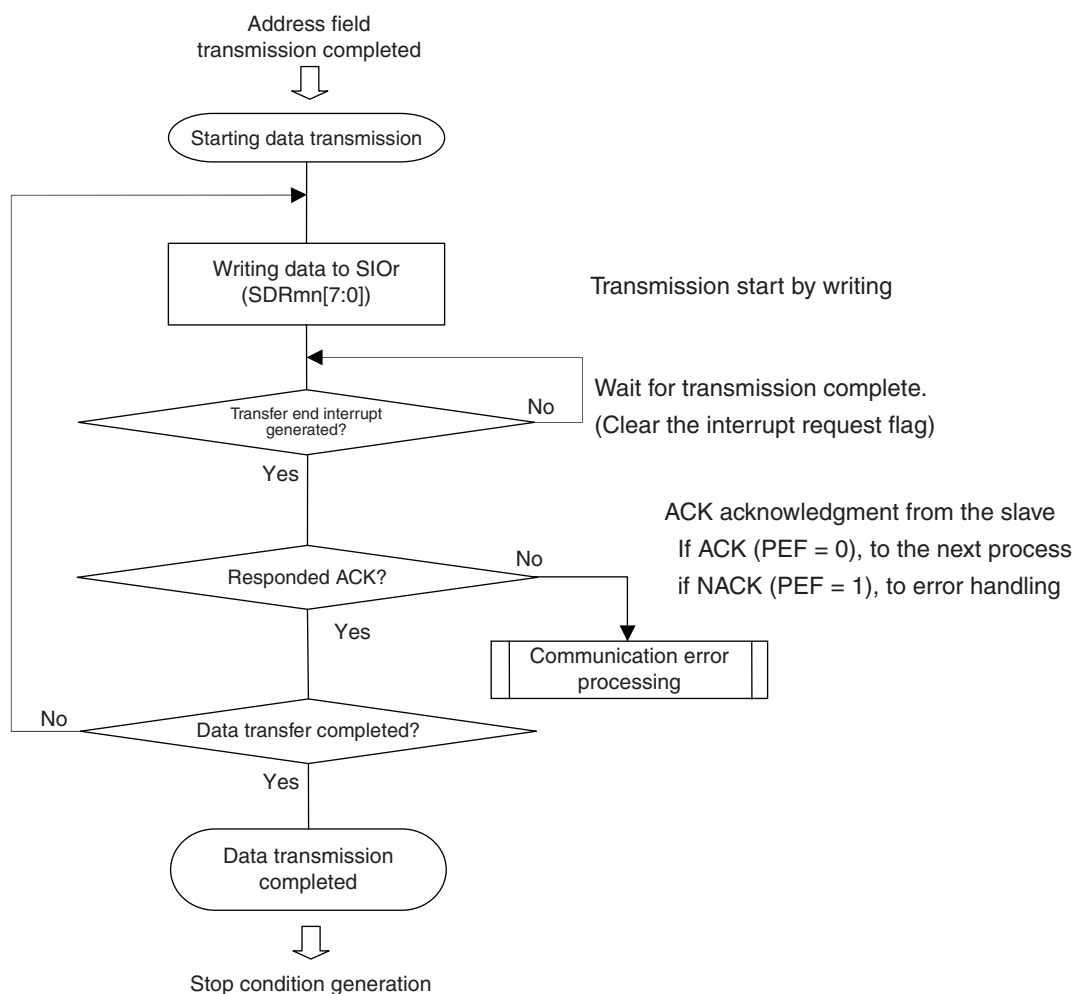 Address field
transmission completed
Starting data transmission
Writing data to SIOr
(SDRmn[7:0])
Transmission start by writing
Transfer end interrupt
generated?
No
Wait for transmission complete.
(Clear the interrupt request flag)
Yes
ACK acknowledgment from the slave
If ACK (PEF = 0), to the next process
if NACK (PEF = 1), to error handling
Responded ACK?
No
Yes
Communication error
processing
No
Data transfer completed?
Yes
Data transmission
completed
Stop condition generation